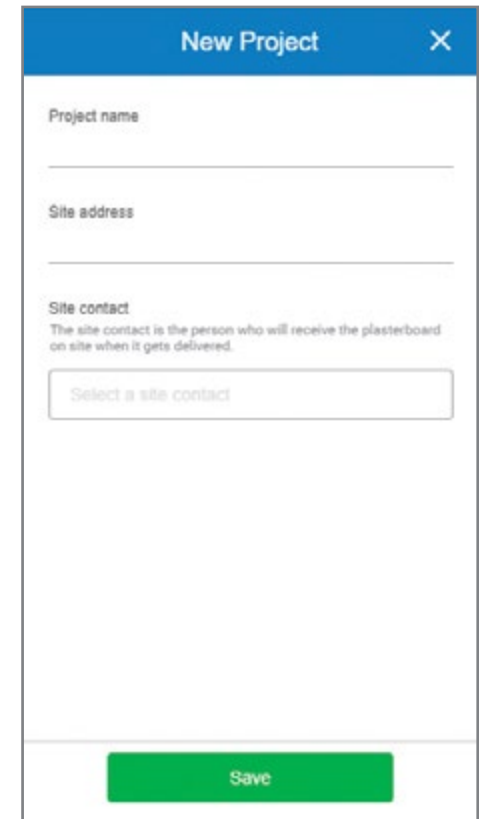 New Project
Project name
Site address
Site contact
The site contact is the person who will receive the plasterboard
on site when it gets delivered.
Select a site contact
Save